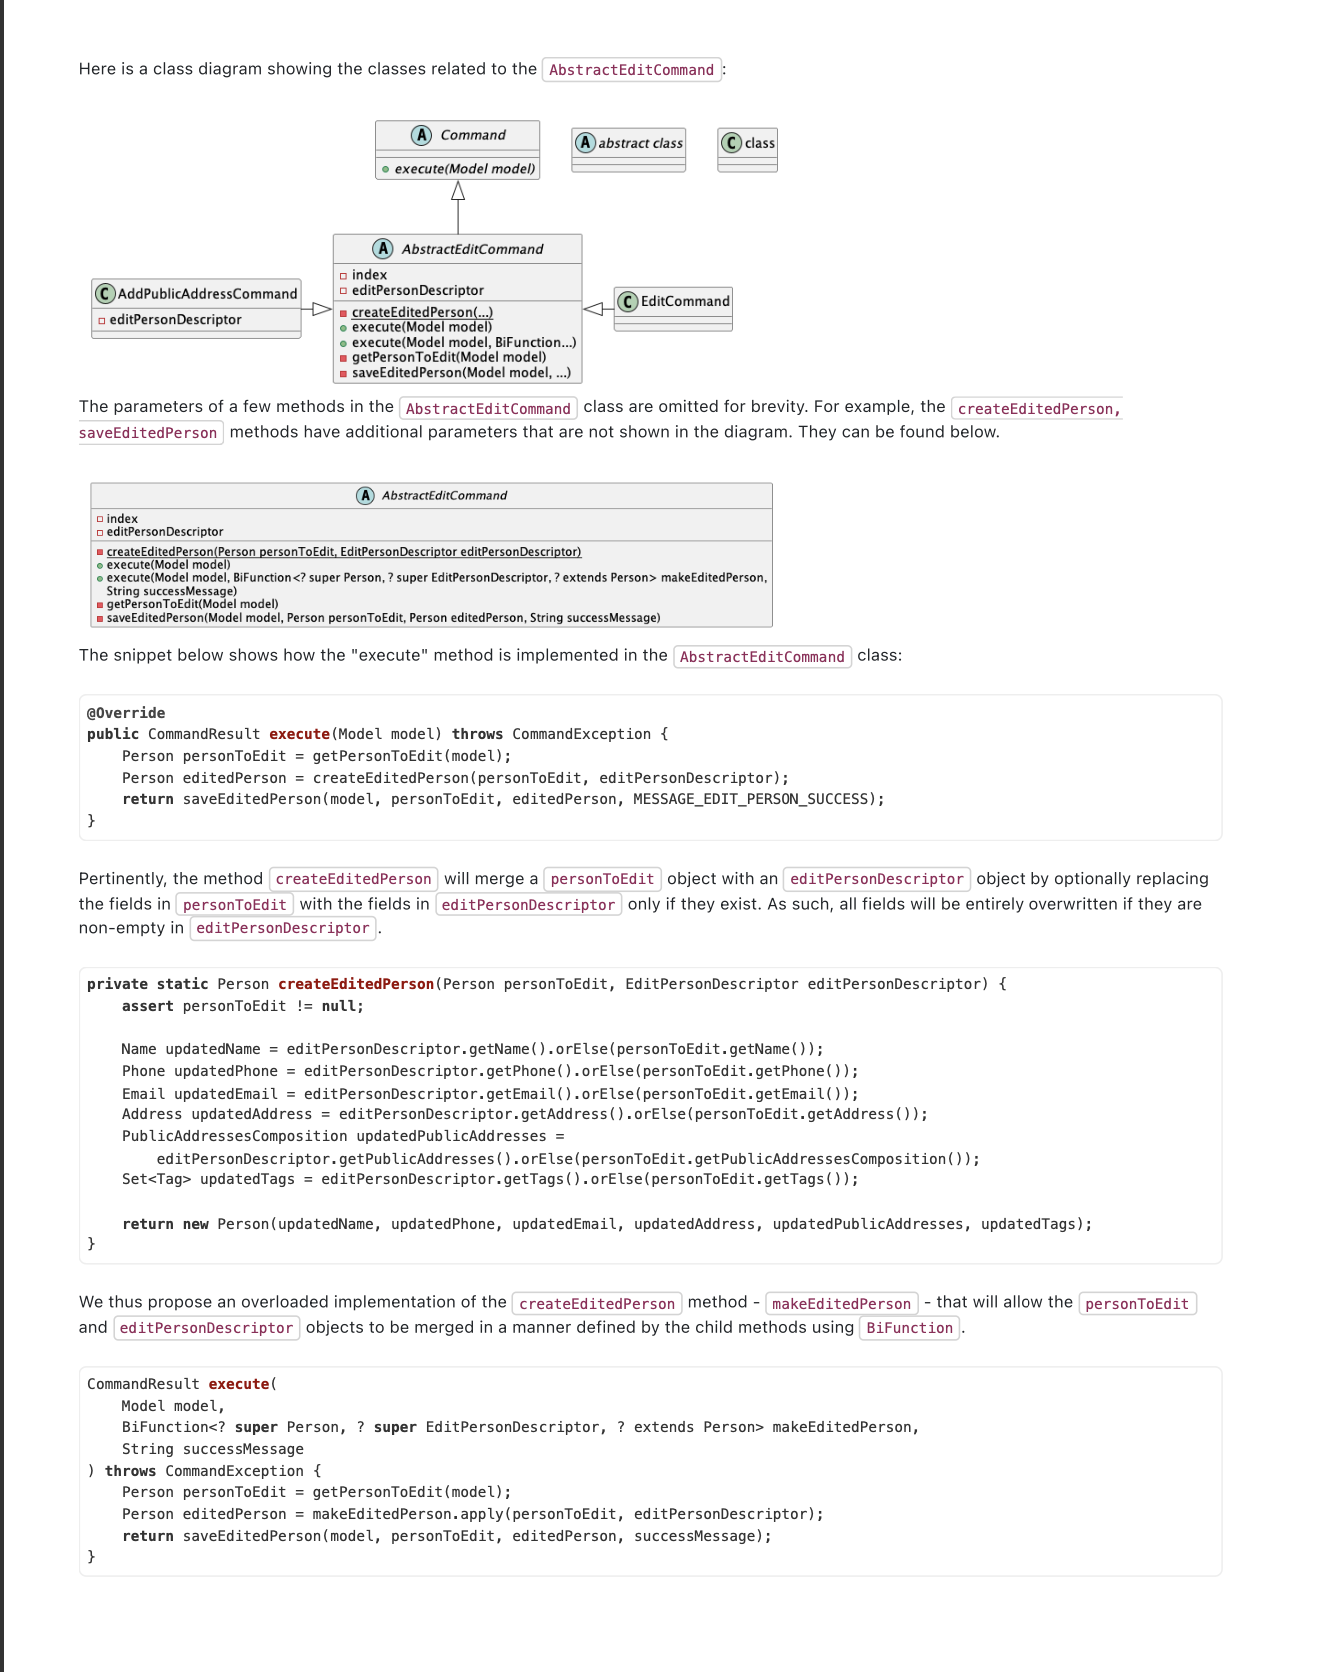 Here is a class diagram showing the classes related to the AbstractEditCommand:
A Command
execute(Model model)
A abstract class
C class
A AbstractEditCommand
index
editPersonDescriptor
createEditedPerson(...)
execute(Model model)
execute(Model model, BiFunction...)
getPersonToEdit(Model model)
saveEditedPerson(Model model, ...)
C AddPublicAddressCommand
editPersonDescriptor
C EditCommand
The parameters of a few methods in the AbstractEditCommand class are omitted for brevity. For example, the createEditedPerson,
saveEditedPerson methods have additional parameters that are not shown in the diagram. They can be found below.
A AbstractEditCommand
index
editPersonDescriptor
createEditedPerson(Person personToEdit, EditPersonDescriptor editPersonDescriptor)
execute(Model model)
execute(Model model, BiFunction<? super Person, ? super EditPersonDescriptor, ? extends Person> makeEditedPerson,
String successMessage)
getPersonToEdit(Model model)
saveEditedPerson(Model model, Person personToEdit, Person editedPerson, String successMessage)
The snippet below shows how the "execute" method is implemented in the AbstractEditCommand class:
@Override
public CommandResult execute(Model model) throws CommandException {
    Person personToEdit = getPersonToEdit(model);
    Person editedPerson = createEditedPerson(personToEdit, editPersonDescriptor);
    return saveEditedPerson(model, personToEdit, editedPerson, MESSAGE_EDIT_PERSON_SUCCESS);
}
Pertinently, the method createEditedPerson will merge a personToEdit object with an editPersonDescriptor object by optionally replacing
the fields in personToEdit with the fields in editPersonDescriptor only if they exist. As such, all fields will be entirely overwritten if they are
non-empty in editPersonDescriptor.
private static Person createEditedPerson(Person personToEdit, EditPersonDescriptor editPersonDescriptor) {
    assert personToEdit != null;
    Name updatedName = editPersonDescriptor.getName().orElse(personToEdit.getName());
    Phone updatedPhone = editPersonDescriptor.getPhone().orElse(personToEdit.getPhone());
    Email updatedEmail = editPersonDescriptor.getEmail().orElse(personToEdit.getEmail());
    Address updatedAddress = editPersonDescriptor.getAddress().orElse(personToEdit.getAddress());
    PublicAddressesComposition updatedPublicAddresses =
        editPersonDescriptor.getPublicAddresses().orElse(personToEdit.getPublicAddressesComposition());
    Set<Tag> updatedTags = editPersonDescriptor.getTags().orElse(personToEdit.getTags());
    return new Person(updatedName, updatedPhone, updatedEmail, updatedAddress, updatedPublicAddresses, updatedTags);
}
We thus propose an overloaded implementation of the createEditedPerson method - makeEditedPerson - that will allow the personToEdit
and editPersonDescriptor objects to be merged in a manner defined by the child methods using BiFunction.
CommandResult execute(
    Model model,
    BiFunction<? super Person, ? super EditPersonDescriptor, ? extends Person> makeEditedPerson,
    String successMessage
) throws CommandException {
    Person personToEdit = getPersonToEdit(model);
    Person editedPerson = makeEditedPerson.apply(personToEdit, editPersonDescriptor);
    return saveEditedPerson(model, personToEdit, editedPerson, successMessage);
}